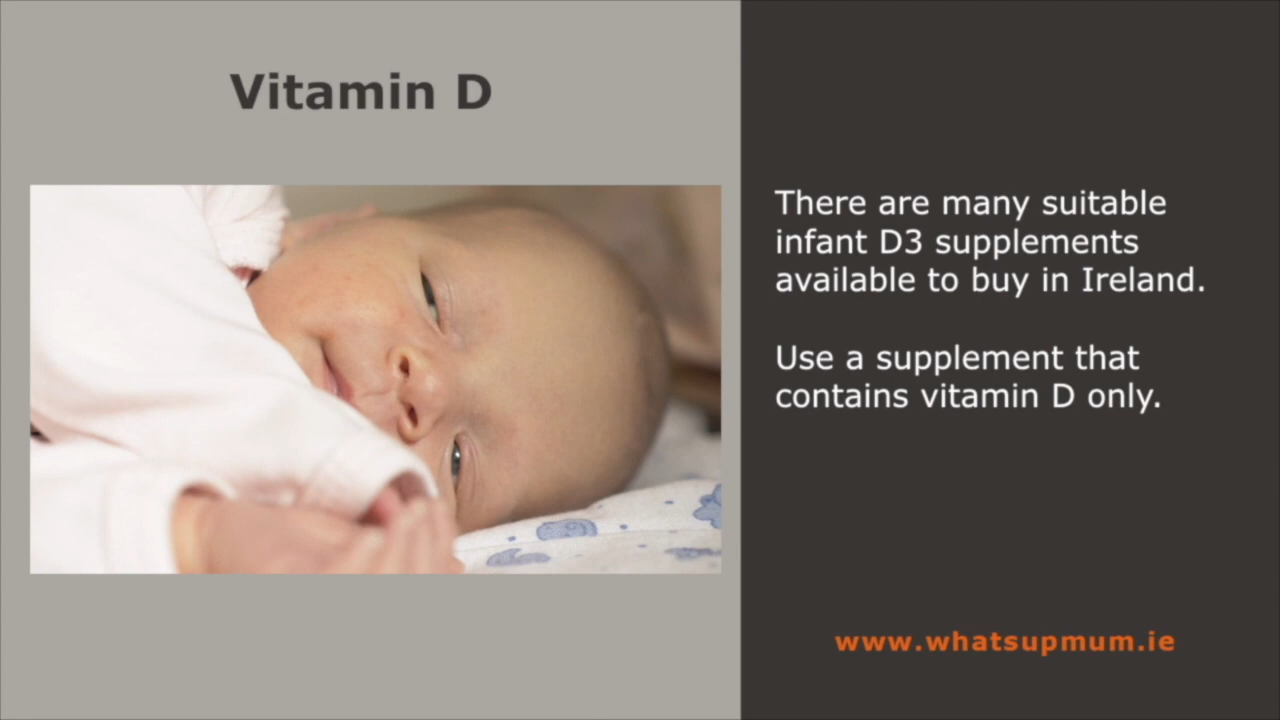 Vitamin D
There are many suitable
infant D3 supplements
available to buy in Ireland.
Use a supplement that
contains vitamin D only.
www.whatsupmum.ie